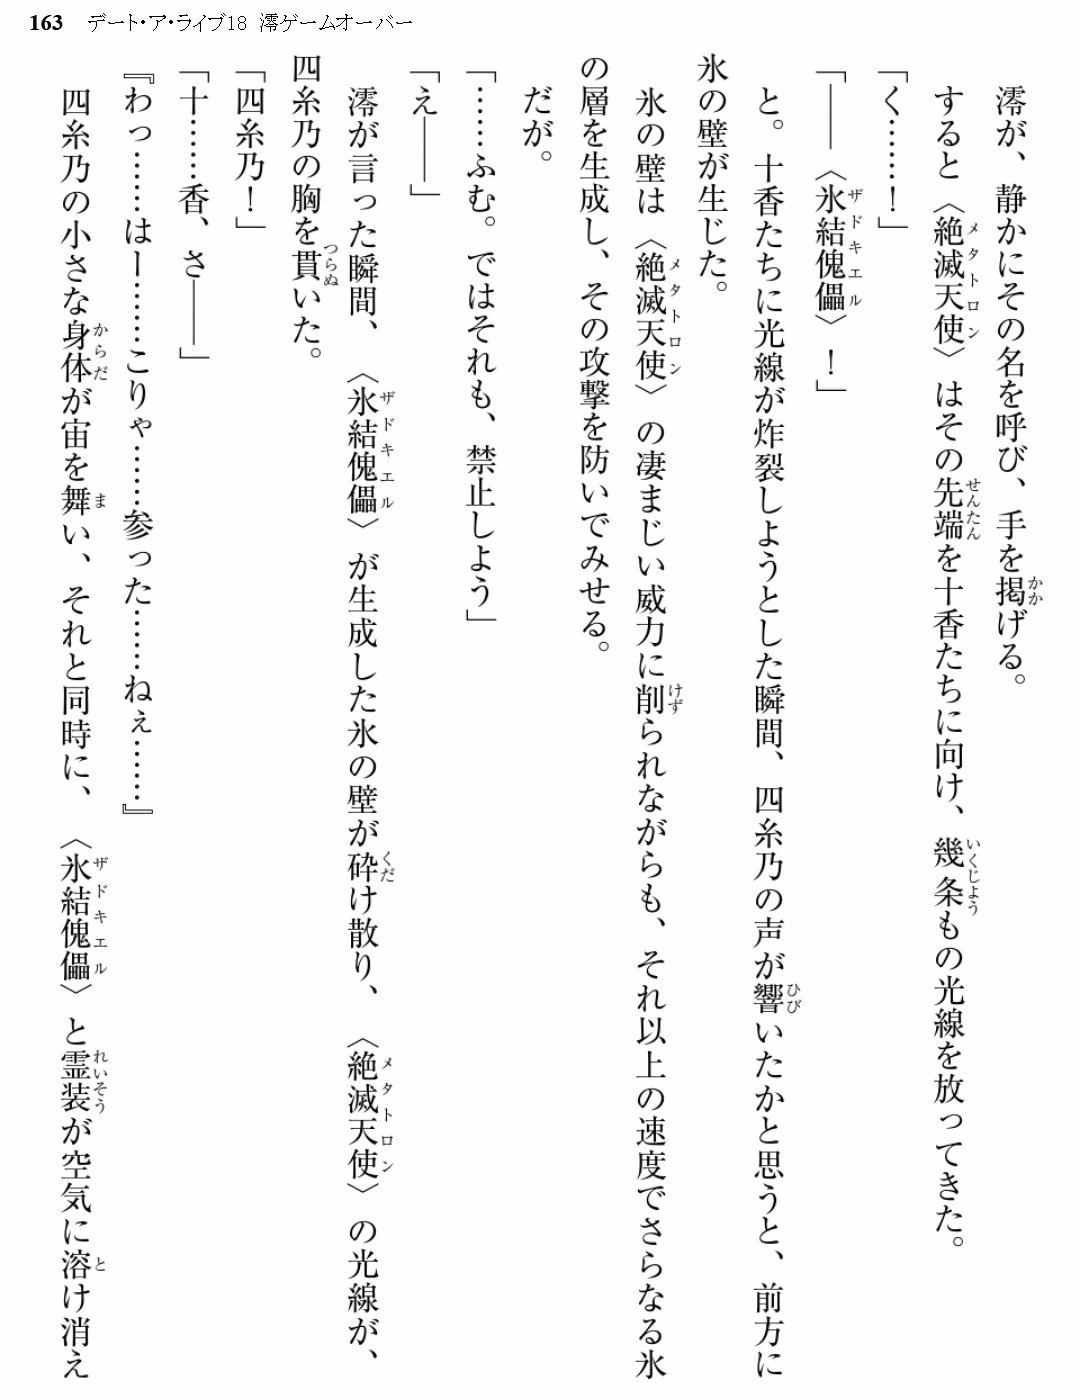 163 デート・ア・ライブ18 澪ゲームオーバー
澪が、静かにその名を呼び、手を掲げる。
すると〈絶滅天使〉はその先端を十香たちに向け、幾条もの光線を放ってきた。
「く……！」
「――〈氷結傀儡〉！」
と。十香たちに光線が炸裂しようとした瞬間、四糸乃の声が響いたかと思うと、前方に
氷の壁が生じた。
氷の壁は〈絶滅天使〉の凄まじい威力に削られながらも、それ以上の速度でさらなる氷
の層を生成し、その攻撃を防いでみせる。
だが。
「……ふむ。ではそれも、禁止しよう」
「え――」
澪が言った瞬間、〈氷結傀儡〉が生成した氷の壁が砕け散り、〈絶滅天使〉の光線が、
四糸乃の胸を貫いた。
「四糸乃！」
「十……香、さ――」
『わっ……はー……こりゃ……参った……ねぇ……』
四糸乃の小さな身体が宙を舞い、それと同時に、〈氷結傀儡〉と霊装が空気に溶け消え